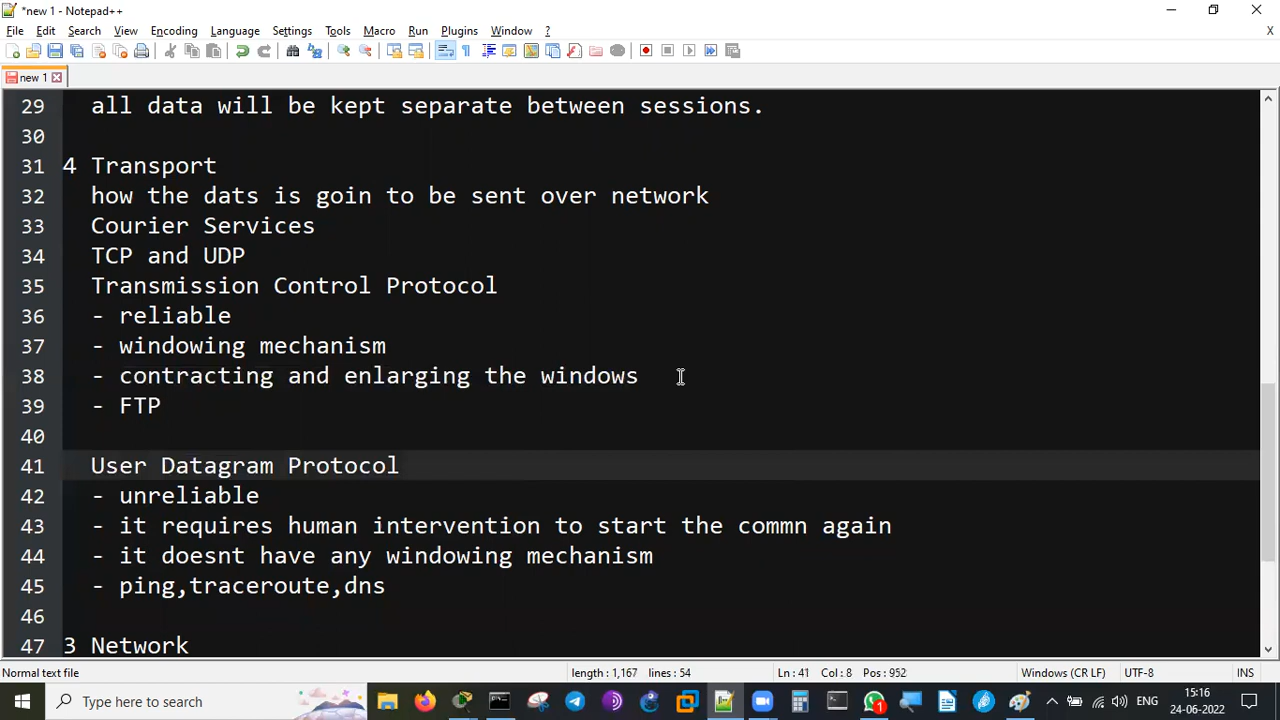 *new 1 - Notepad++
File Edit Search View Encoding Language Settings Tools Macro Run Plugins Window ?
X
new 1
29 all data will be kept separate between sessions.
30
31 4 Transport
32 how the dats is goin to be sent over network
33 Courier Services
34 TCP and UDP
35 Transmission Control Protocol
36 - reliable
37 - windowing mechanism
38 - contracting and enlarging the windows
39 - FTP
40
41 User Datagram Protocol
42 - unreliable
43 - it requires human intervention to start the commn again
44 - it doesnt have any windowing mechanism
45 - ping,traceroute,dns
46
47 3 Network
Normal text file length : 1,167 lines : 54 Ln : 41 Col : 8 Pos : 952 Windows (CR LF) UTF-8 INS
Type here to search
ENG
24-06-2022